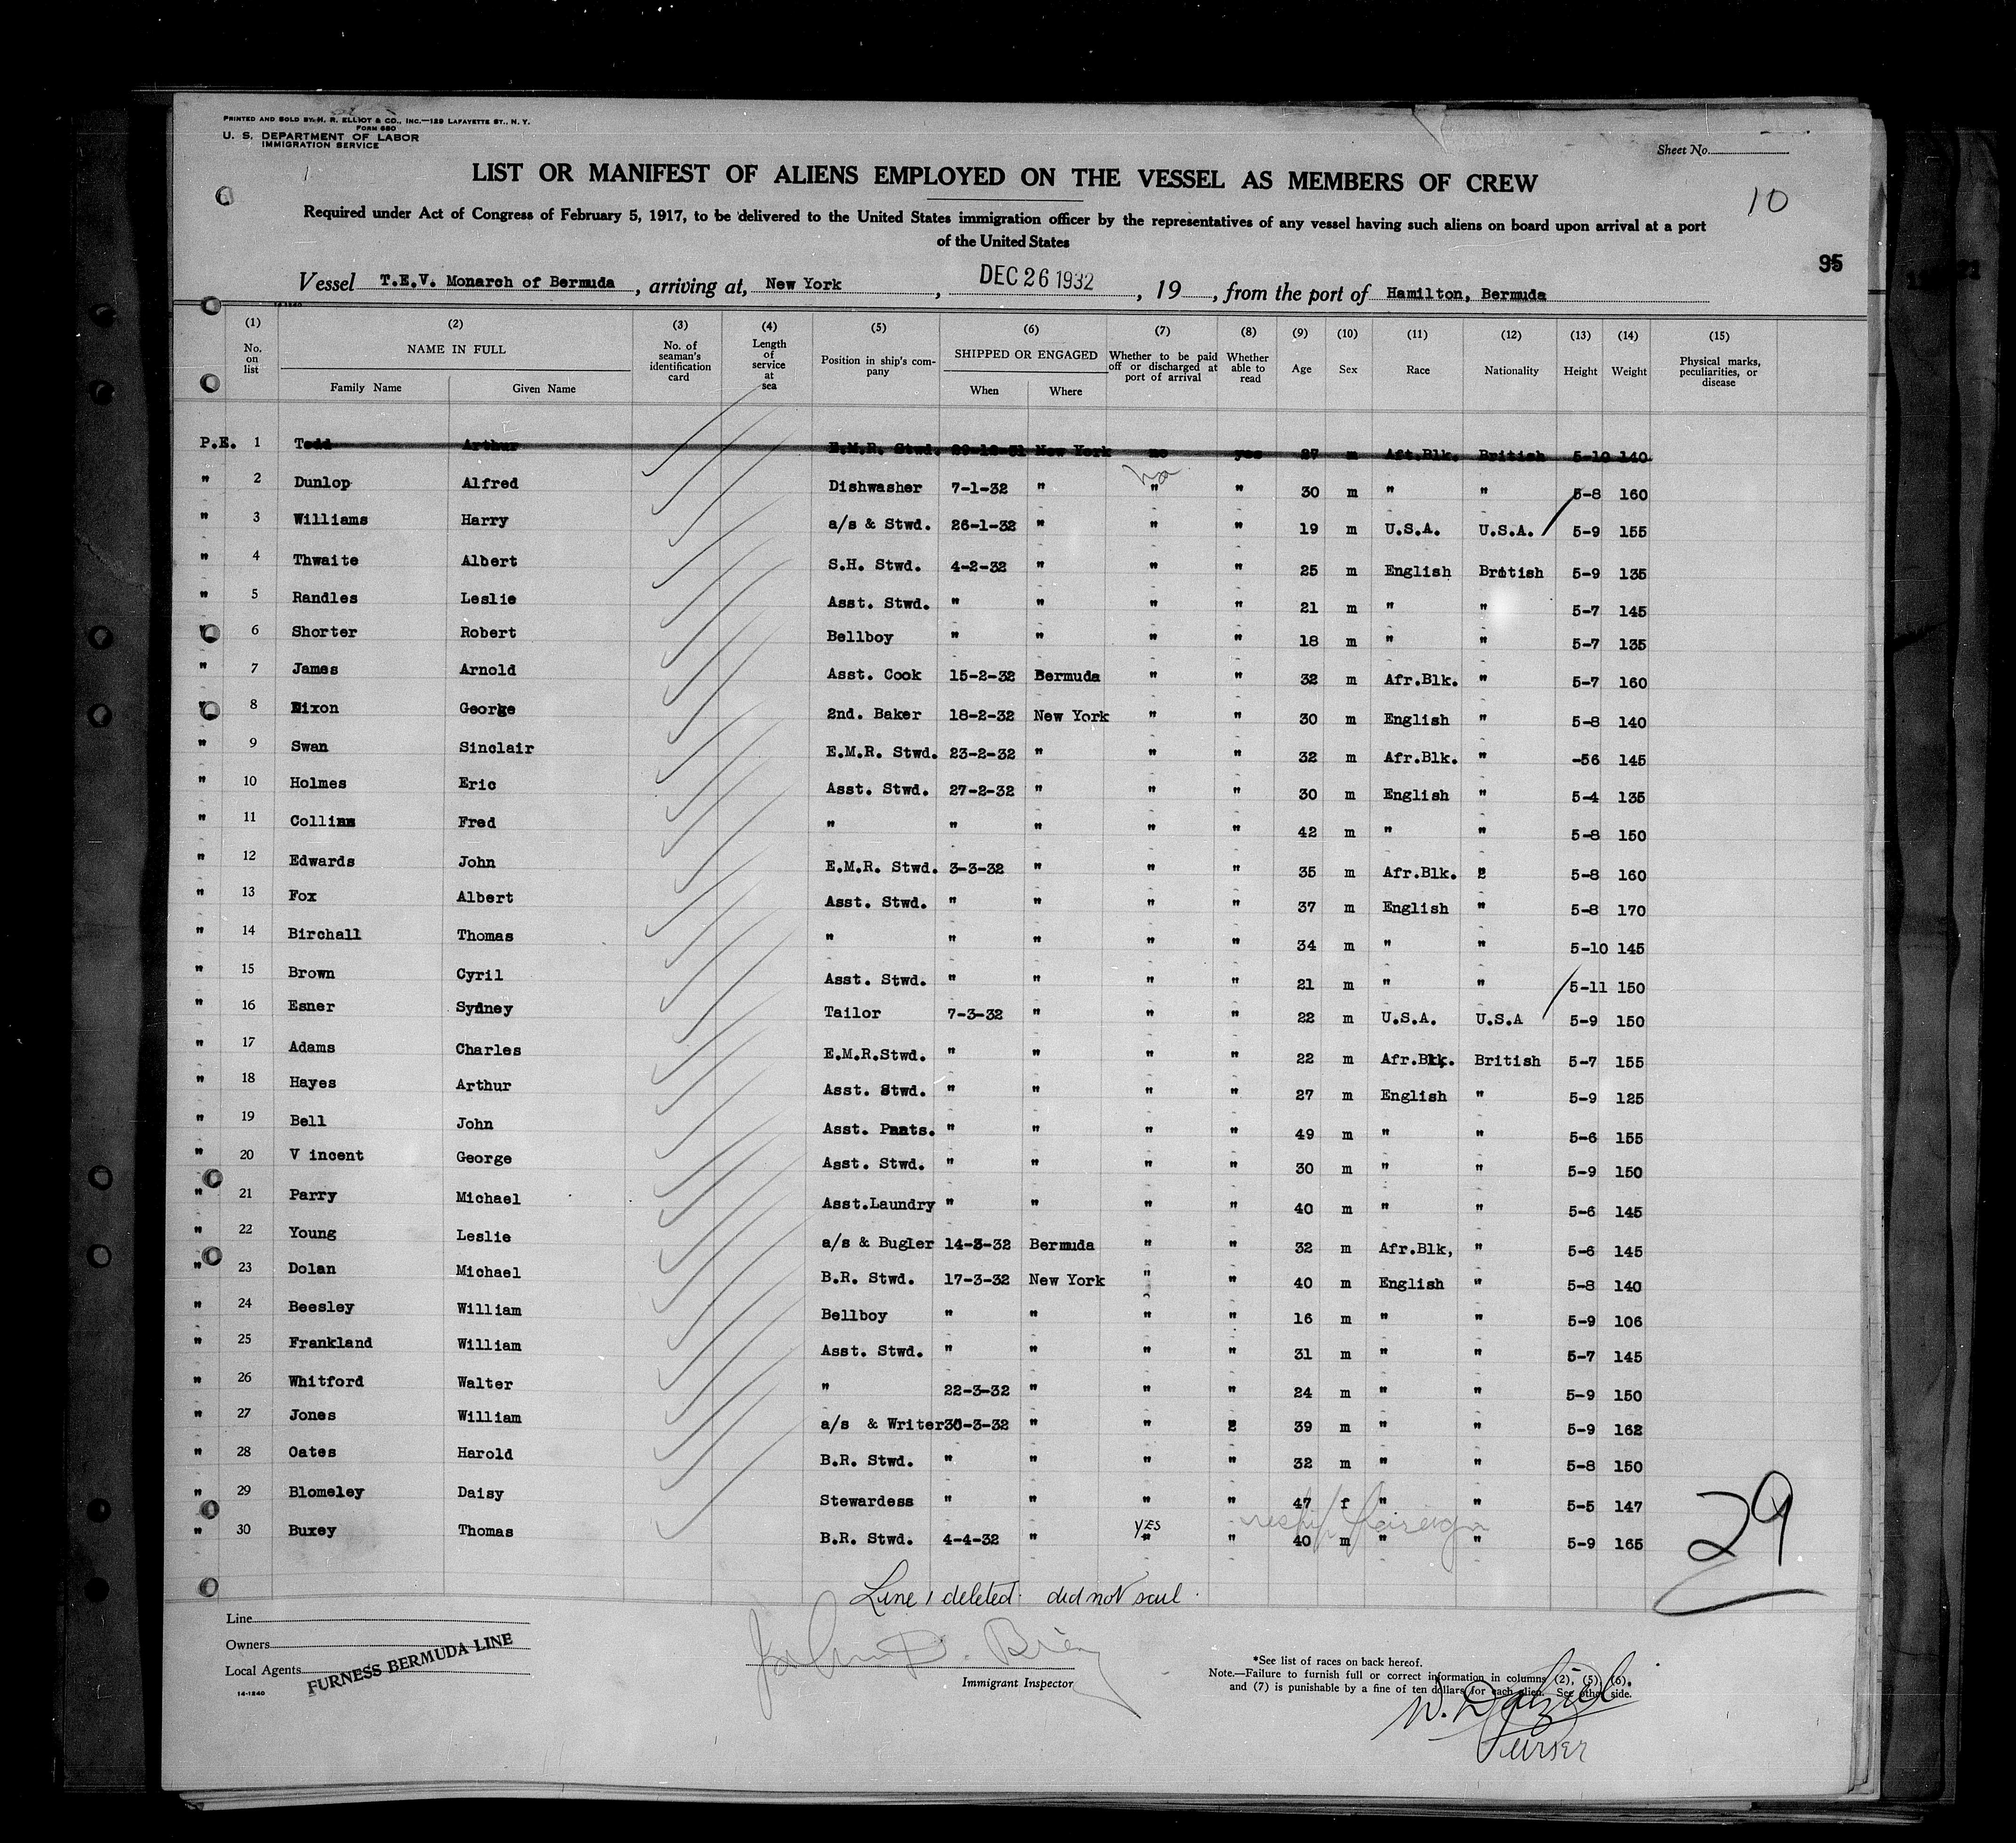 PRINTED AND SOLD BY H. R. ELLIOT & CO., INC.—129 LAFAYETTE ST., N. Y.
FORM 680
U. S. DEPARTMENT OF LABOR
IMMIGRATION SERVICE
Sheet No.
LIST OR MANIFEST OF ALIENS EMPLOYED ON THE VESSEL AS MEMBERS OF CREW
10
Required under Act of Congress of February 5, 1917, to be delivered to the United States immigration officer by the representatives of any vessel having such aliens on board upon arrival at a port
of the United States
95
Vessel T.E.V. Monarch of Bermuda, arriving at, New York, DEC 26 1932, 19 , from the port of Hamilton, Bermuda
14-1240
(1) (2) (3) (4) (5) (6) (7) (8) (9) (10) (11) (12) (13) (14) (15)
No. on list NAME IN FULL Family Name Given Name No. of seaman's identification card Length of service at sea Position in ship's company SHIPPED OR ENGAGED When Where Whether to be paid off or discharged at port of arrival Whether able to read Age Sex Race Nationality Height Weight Physical marks, peculiarities, or disease
P.E. 1 Todd Arthur E.M.R. Stwd. 29-12-31 New York no yes 27 m Aft.Blk. British 5-10 140
no
" 2 Dunlop Alfred Dishwasher 7-1-32 " " " 30 m " " 5-8 160
" 3 Williams Harry a/s & Stwd. 26-1-32 " " " 19 m U.S.A. U.S.A. 5-9 155
" 4 Thwaite Albert S.H. Stwd. 4-2-32 " " " 25 m English British 5-9 135
" 5 Randles Leslie Asst. Stwd. " " " " 21 m " " 5-7 145
" 6 Shorter Robert Bellboy " " " " 18 m " " 5-7 135
" 7 James Arnold Asst. Cook 15-2-32 Bermuda " " 32 m Afr.Blk. " 5-7 160
" 8 Nixon George 2nd. Baker 18-2-32 New York " " 30 m English " 5-8 140
" 9 Swan Sinclair E.M.R. Stwd. 23-2-32 " " " 32 m Afr.Blk. " -56 145
" 10 Holmes Eric Asst. Stwd. 27-2-32 " " " 30 m English " 5-4 135
" 11 Collins Fred " " " " " 42 m " " 5-8 150
" 12 Edwards John E.M.R. Stwd. 3-3-32 " " " 35 m Afr.Blk. " 5-8 160
" 13 Fox Albert Asst. Stwd. " " " " 37 m English " 5-8 170
" 14 Birchall Thomas " " " " " 34 m " " 5-10 145
" 15 Brown Cyril Asst. Stwd. " " " " 21 m " " 5-11 150
" 16 Esner Sydney Tailor 7-3-32 " " " 22 m U.S.A. U.S.A 5-9 150
" 17 Adams Charles E.M.R.Stwd. " " " " 22 m Afr.Blk. British 5-7 155
" 18 Hayes Arthur Asst. Stwd. " " " " 27 m English " 5-9 125
" 19 Bell John Asst. Pnats. " " " " 49 m " " 5-6 155
" 20 V incent George Asst. Stwd. " " " " 30 m " " 5-9 150
" 21 Parry Michael Asst.Laundry " " " " 40 m " " 5-6 145
" 22 Young Leslie a/s & Bugler 14-3-32 Bermuda " " 32 m Afr.Blk, " 5-6 145
" 23 Dolan Michael B.R. Stwd. 17-3-32 New York " " 40 m English " 5-8 140
" 24 Beesley William Bellboy " " " " 16 m " " 5-9 106
" 25 Frankland William Asst. Stwd. " " " " 31 m " " 5-7 145
" 26 Whitford Walter " 22-3-32 " " " 24 m " " 5-9 150
" 27 Jones William a/s & Writer 30-3-32 " " " 39 m " " 5-9 162
" 28 Oates Harold B.R. Stwd. " " " " 32 m " " 5-8 150
" 29 Blomeley Daisy Stewardess " " " " 47 f " " 5-5 147
YES reship foreign
" 30 Buxey Thomas B.R. Stwd. 4-4-32 " " " 40 m " " 5-9 165
29
Line 1 deleted. did not sail.
Line
Owners
Local Agents
FURNESS BERMUDA LINE
14-1240
John D.
Immigrant Inspector
*See list of races on back hereof.
Note.—Failure to furnish full or correct information in columns (2), (5), (6),
and (7) is punishable by a fine of ten dollars for each alien. See other side.
W. Dalziel
Purser